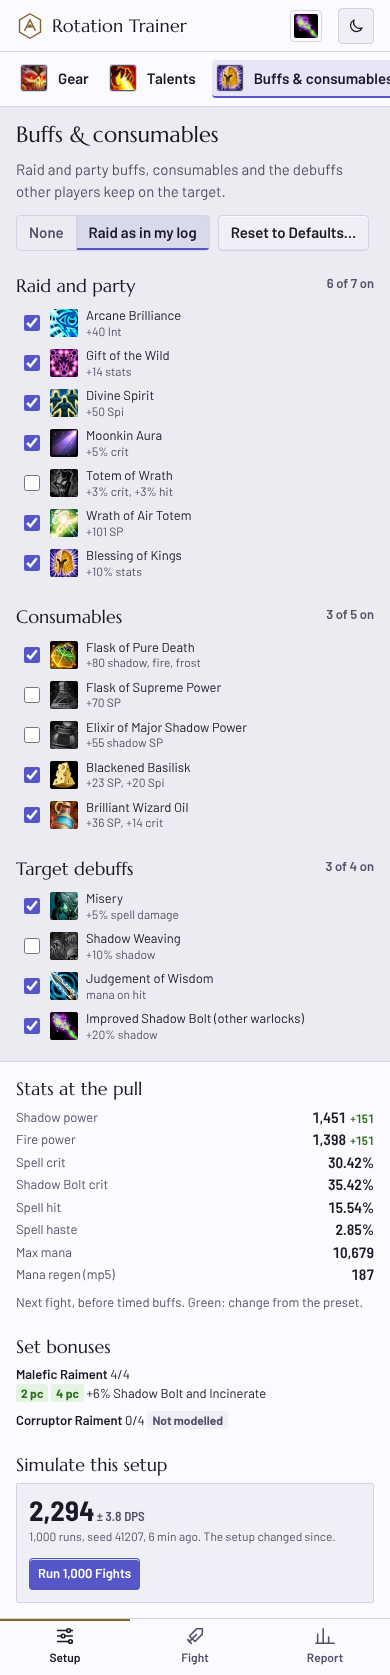 Rotation Trainer
Gear
Talents
Buffs & consumables
Buffs & consumables
Raid and party buffs, consumables and the debuffs
other players keep on the target.
None
Raid as in my log
Reset to Defaults…
Raid and party
6 of 7 on
Arcane Brilliance
+40 Int
Gift of the Wild
+14 stats
Divine Spirit
+50 Spi
Moonkin Aura
+5% crit
Totem of Wrath
+3% crit, +3% hit
Wrath of Air Totem
+101 SP
Blessing of Kings
+10% stats
Consumables
3 of 5 on
Flask of Pure Death
+80 shadow, fire, frost
Flask of Supreme Power
+70 SP
Elixir of Major Shadow Power
+55 shadow SP
Blackened Basilisk
+23 SP, +20 Spi
Brilliant Wizard Oil
+36 SP, +14 crit
Target debuffs
3 of 4 on
Misery
+5% spell damage
Shadow Weaving
+10% shadow
Judgement of Wisdom
mana on hit
Improved Shadow Bolt (other warlocks)
+20% shadow
Stats at the pull
Shadow power 1,451 +151
Fire power 1,398 +151
Spell crit 30.42%
Shadow Bolt crit 35.42%
Spell hit 15.54%
Spell haste 2.85%
Max mana 10,679
Mana regen (mp5) 187
Next fight, before timed buffs. Green: change from the preset.
Set bonuses
Malefic Raiment 4/4
2 pc 4 pc +6% Shadow Bolt and Incinerate
Corruptor Raiment 0/4 Not modelled
Simulate this setup
2,294 ± 3.8 DPS
1,000 runs, seed 41207, 6 min ago. The setup changed since.
Run 1,000 Fights
Setup
Fight
Report